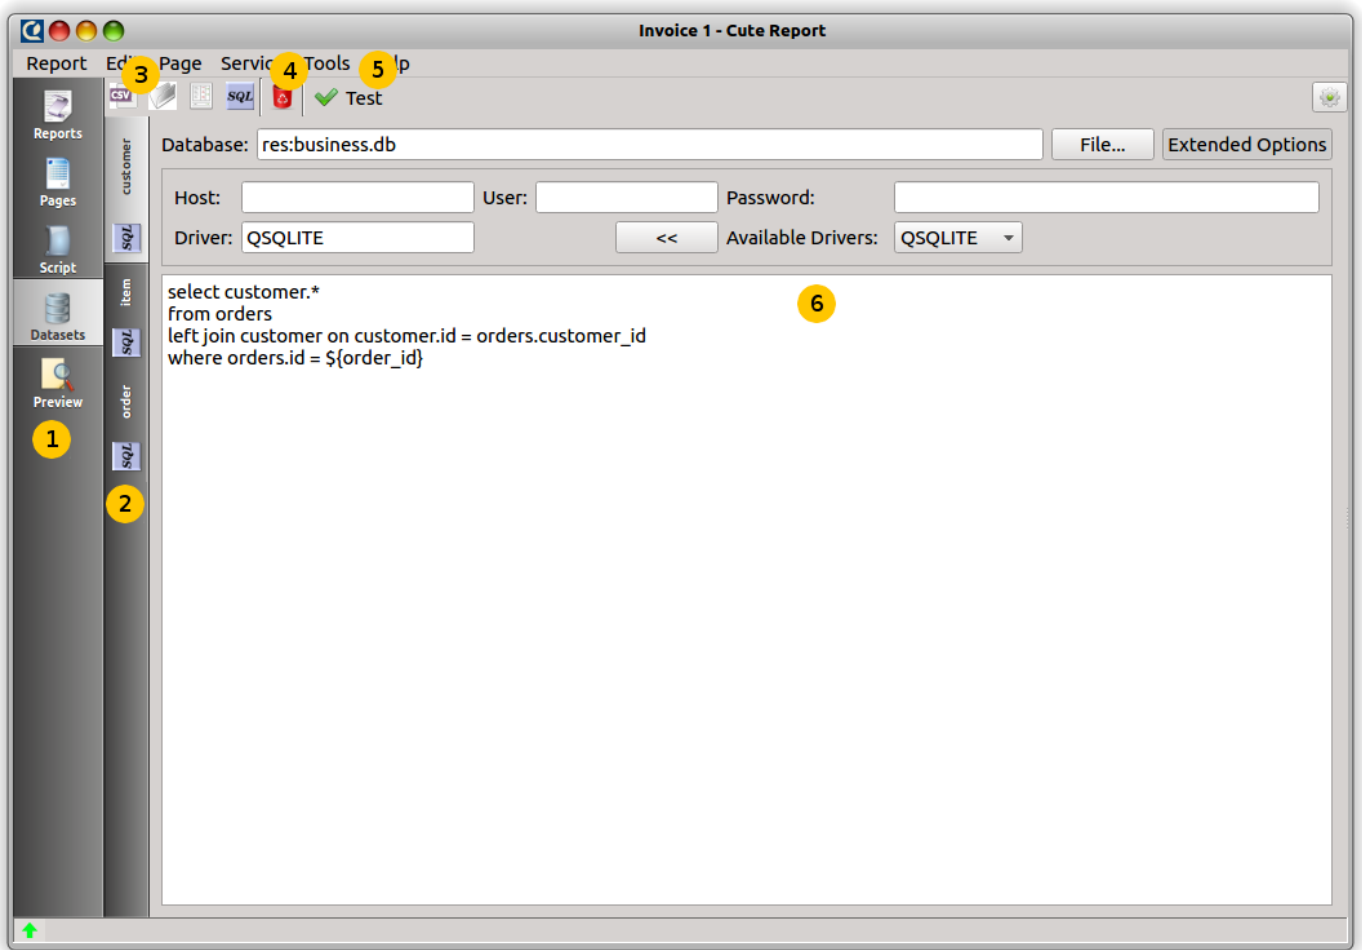 Invoice 1 - Cute Report
Report Page Tools
3 4 5
CSV SQL Test
Reports
Pages
Script
Datasets
Preview
1
customer
SQL
item
SQL
order
SQL
2
Database: res:business.db File... Extended Options
Host: User: Password:
Driver: QSQLITE << Available Drivers: QSQLITE
select customer.*
from orders
left join customer on customer.id = orders.customer_id
where orders.id = ${order_id}
6